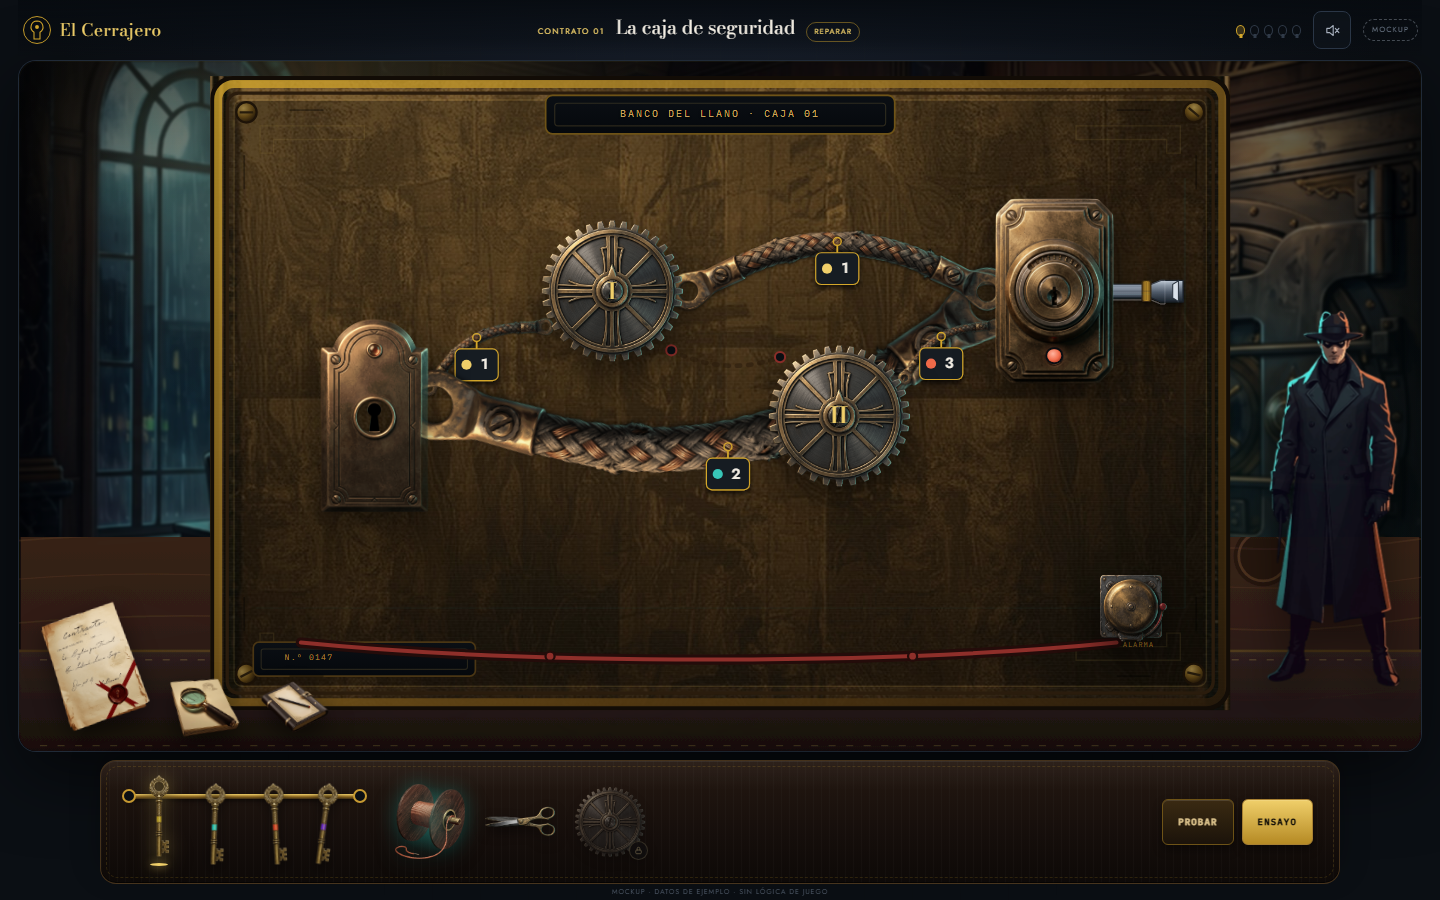 El Cerrajero
CONTRATO 01 La caja de seguridad REPARAR
MOCKUP
BANCO DEL LLANO · CAJA 01
I
1
1
3
II
2
ALARMA
N.º 0147
Contrato
PROBAR
ENSAYO
MOCKUP · DATOS DE EJEMPLO · SIN LÓGICA DE JUEGO